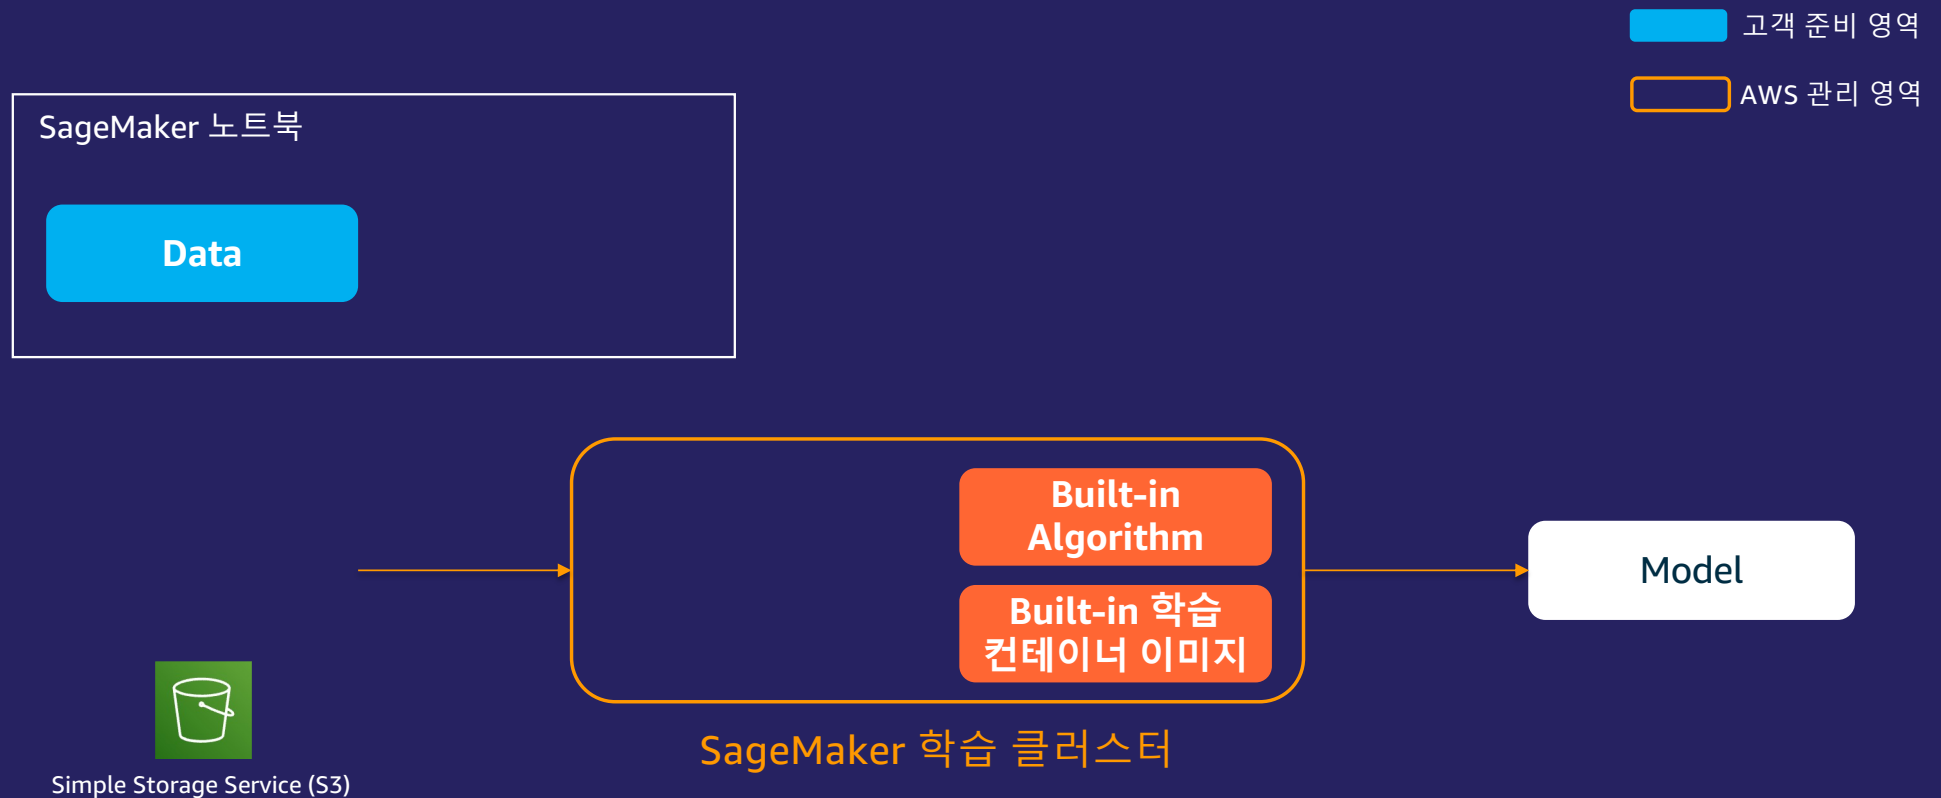 고객 준비 영역
AWS 관리 영역
SageMaker 노트북
Data
Built-in
Algorithm
Built-in 학습
컨테이너 이미지
Model
SageMaker 학습 클러스터
Simple Storage Service (S3)